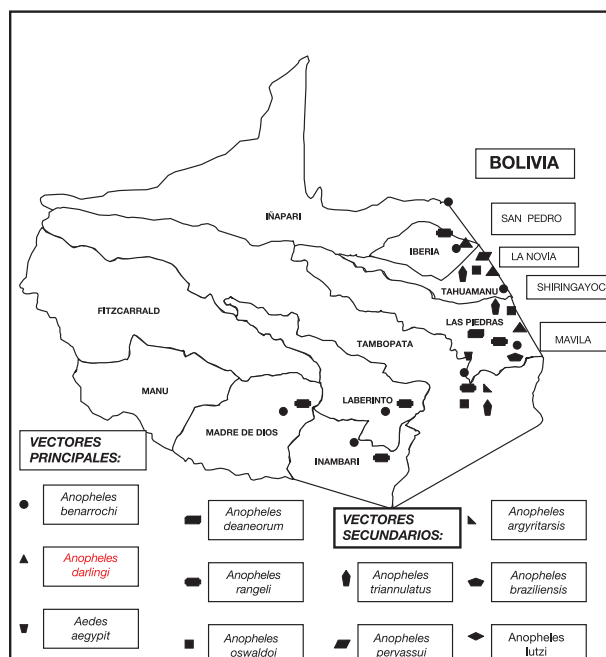 BOLIVIA
SAN PEDRO
IÑAPARI
IBERIA
LA NOVÍA
TAHUAMANU
SHIRINGAYOC
FITZCARRALD
LAS PIEDRAS
MAVILA
TAMBOPATA
MANU
LABERINTO
MADRE DE DIOS
INAMBARI
VECTORES
PRINCIPALES:
Anopheles
benarrochi
Anopheles
darlingi
Aedes
aegypit
Anopheles
deaneorum
Anopheles
rangeli
Anopheles
oswaldoi
VECTORES
SECUNDARIOS:
Anopheles
triannulatus
Anopheles
pervassui
Anopheles
argyritarsis
Anopheles
braziliensis
Anopheles
lutzi